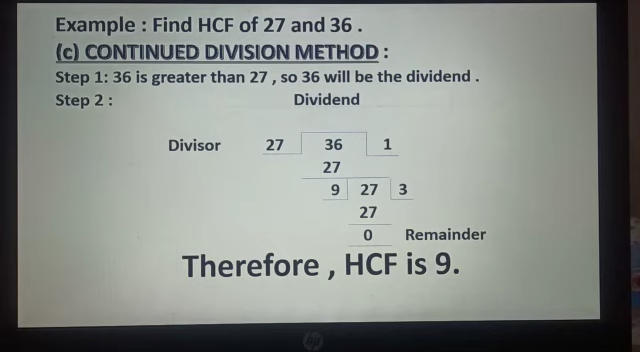 Example : Find HCF of 27 and 36 .
(c) CONTINUED DIVISION METHOD :
Step 1: 36 is greater than 27 , so 36 will be the dividend .
Step 2 : Dividend
Divisor 27 36 1
27
9 27 3
27
0 Remainder
Therefore , HCF is 9.
hp